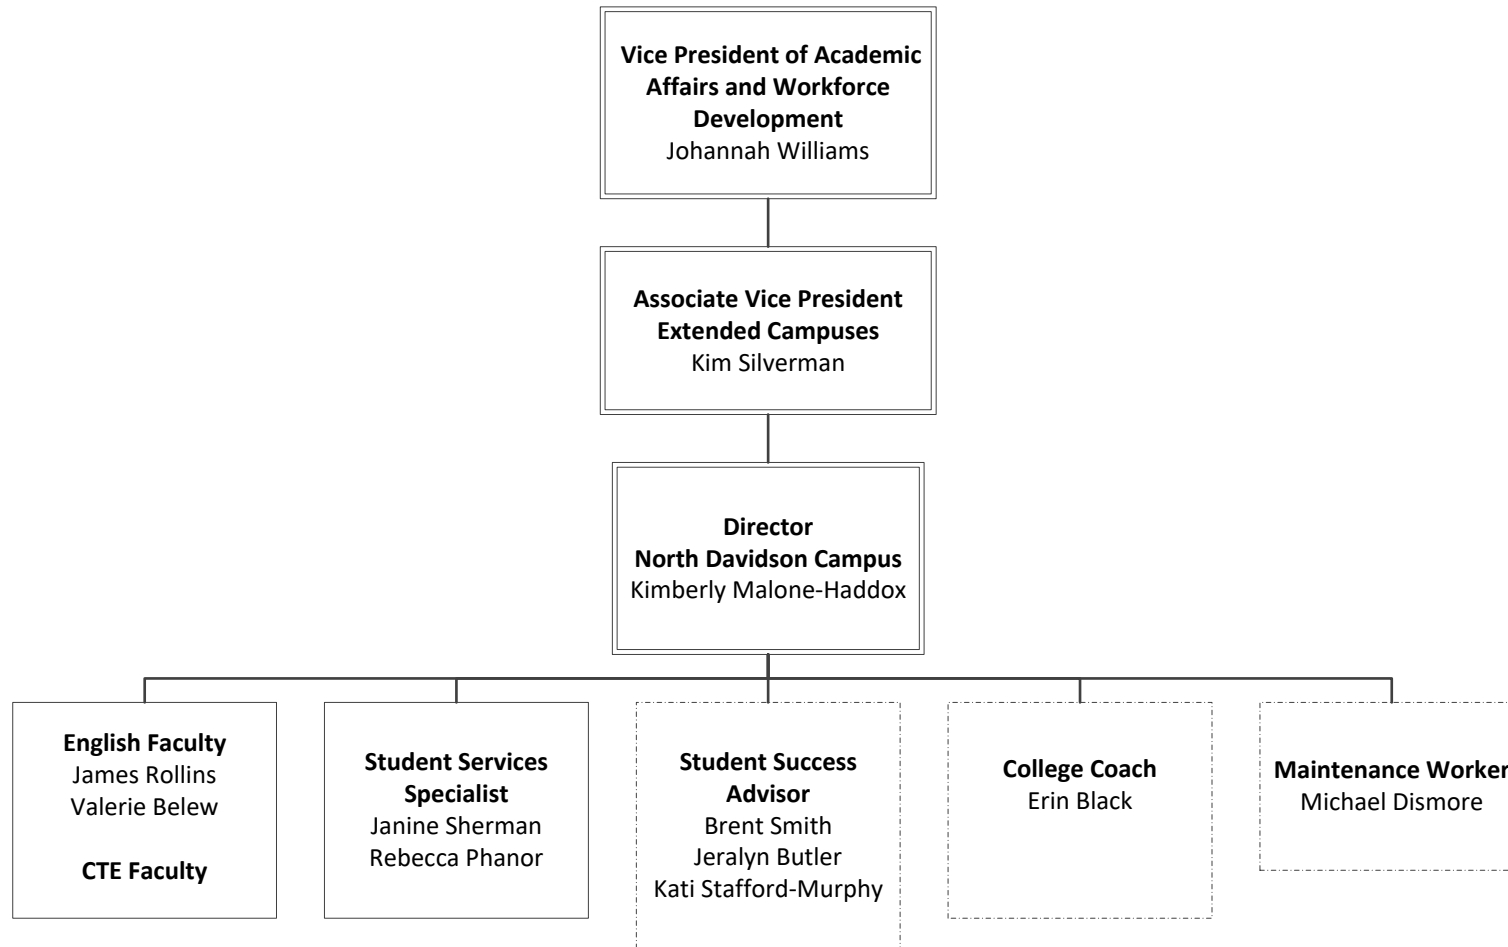 Vice President of Academic
Affairs and Workforce
Development
Johannah Williams
Associate Vice President
Extended Campuses
Kim Silverman
Director
North Davidson Campus
Kimberly Malone-Haddox
English Faculty
James Rollins
Valerie Belew
CTE Faculty
Student Services
Specialist
Janine Sherman
Rebecca Phanor
Student Success
Advisor
Brent Smith
Jeralyn Butler
Kati Stafford-Murphy
College Coach
Erin Black
Maintenance Worker
Michael Dismore